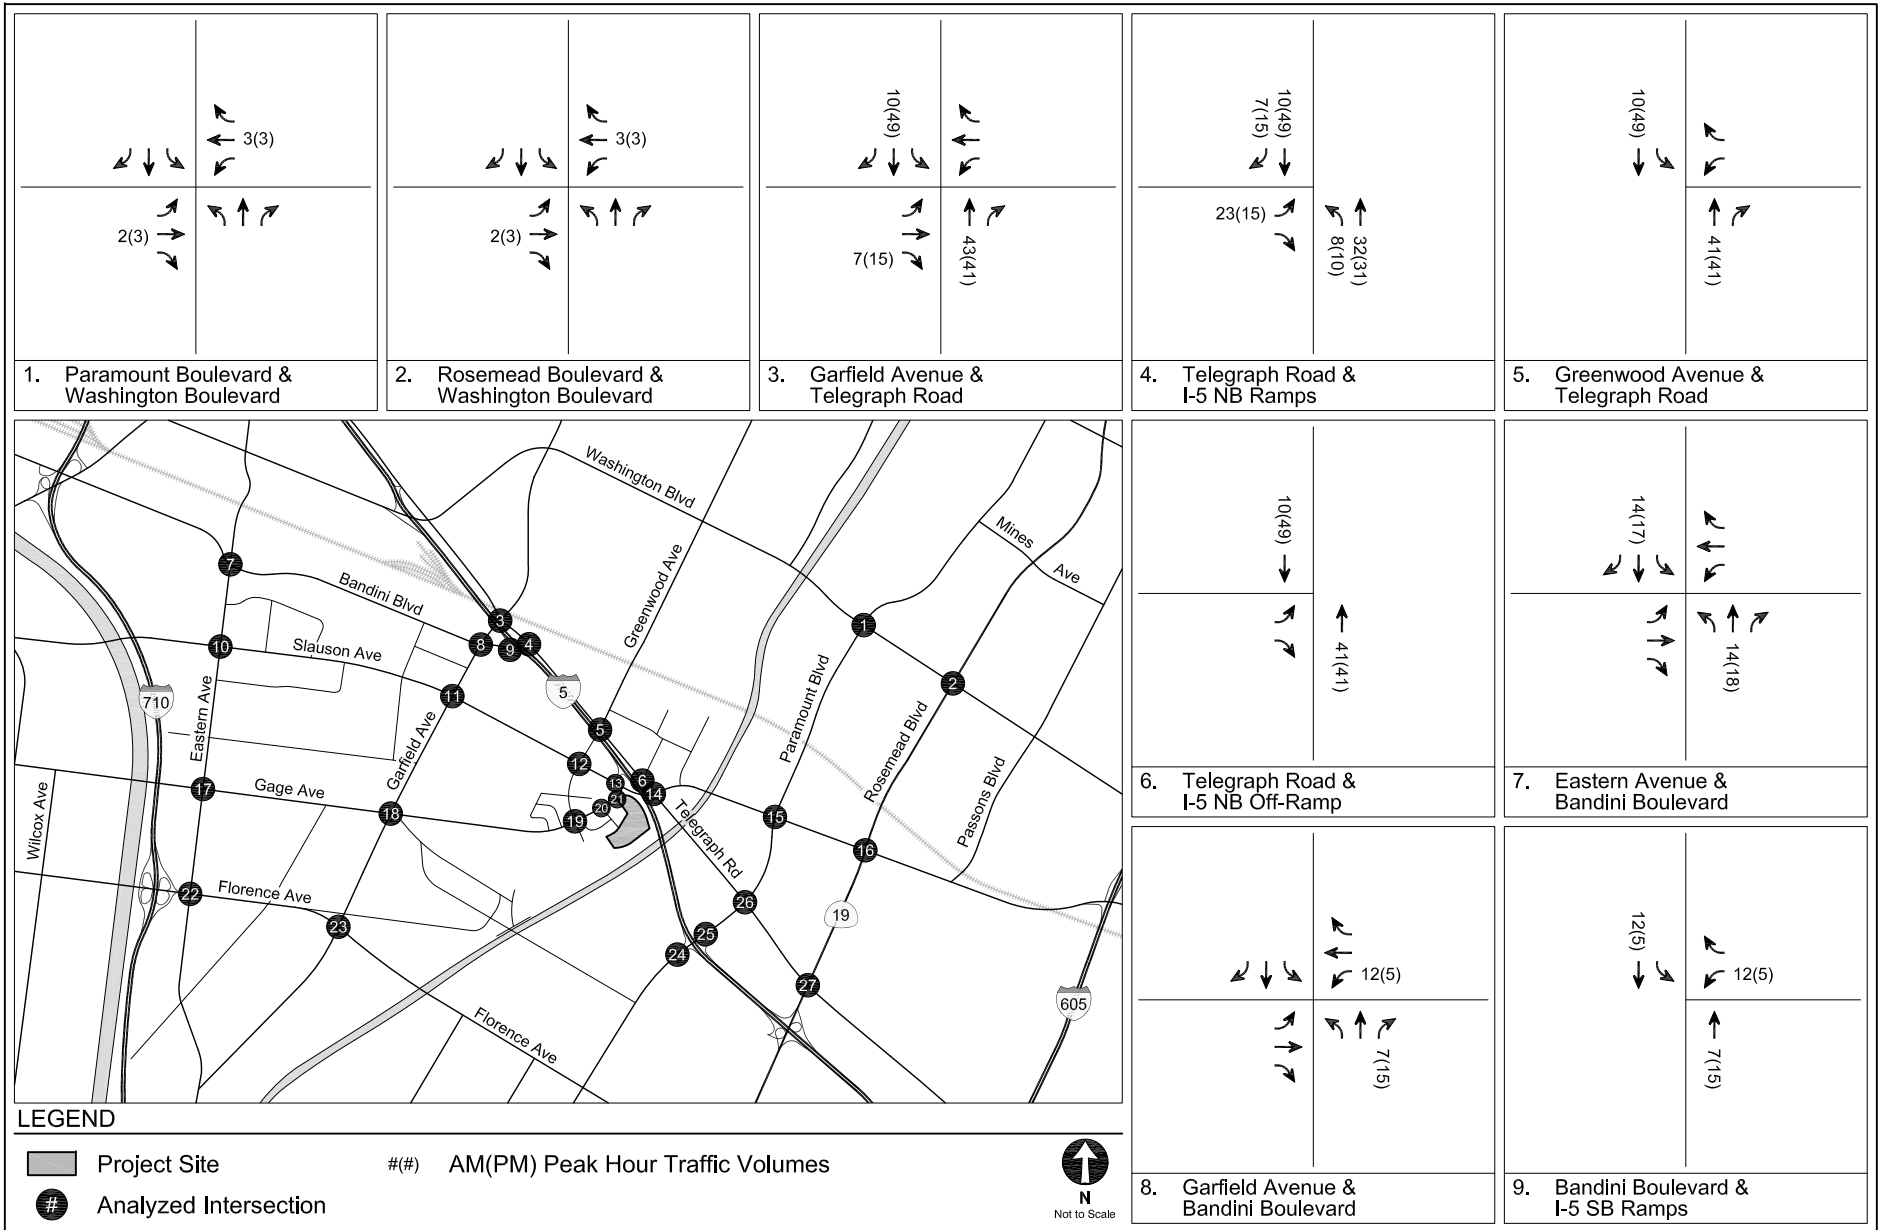 3(3)
2(3)
1. Paramount Boulevard &
Washington Boulevard
3(3)
2(3)
2. Rosemead Boulevard &
Washington Boulevard
10(49)
7(15)
43(41)
3. Garfield Avenue &
Telegraph Road
10(49)
7(15)
23(15)
8(10)
32(31)
4. Telegraph Road &
I-5 NB Ramps
10(49)
41(41)
5. Greenwood Avenue &
Telegraph Road
10(49)
41(41)
6. Telegraph Road &
I-5 NB Off-Ramp
14(17)
14(18)
7. Eastern Avenue &
Bandini Boulevard
12(5)
7(15)
8. Garfield Avenue &
Bandini Boulevard
12(5)
12(5)
7(15)
9. Bandini Boulevard &
I-5 SB Ramps
Washington Blvd
Mines
Ave
Greenwood Ave
Bandini Blvd
Slauson Ave
Eastern Ave
Garfield Ave
Paramount Blvd
Rosemead Blvd
Passons Blvd
Gage Ave
Wilcox Ave
Telegraph Rd
Florence Ave
Florence Ave
710
5
19
605
1
2
3
4
5
6
7
8
9
10
11
12
13
14
15
16
17
18
19
20
21
22
23
24
25
26
27
LEGEND
Project Site
#(#) AM(PM) Peak Hour Traffic Volumes
# Analyzed Intersection
N
Not to Scale